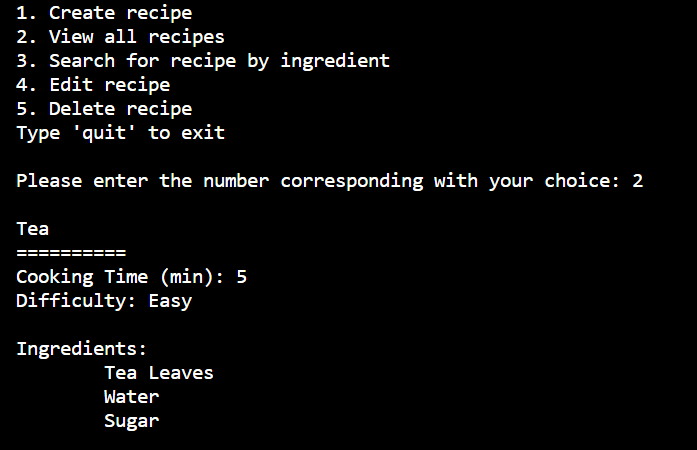 1. Create recipe
2. View all recipes
3. Search for recipe by ingredient
4. Edit recipe
5. Delete recipe
Type 'quit' to exit
Please enter the number corresponding with your choice: 2
Tea
==========
Cooking Time (min): 5
Difficulty: Easy
Ingredients:
Tea Leaves
Water
Sugar